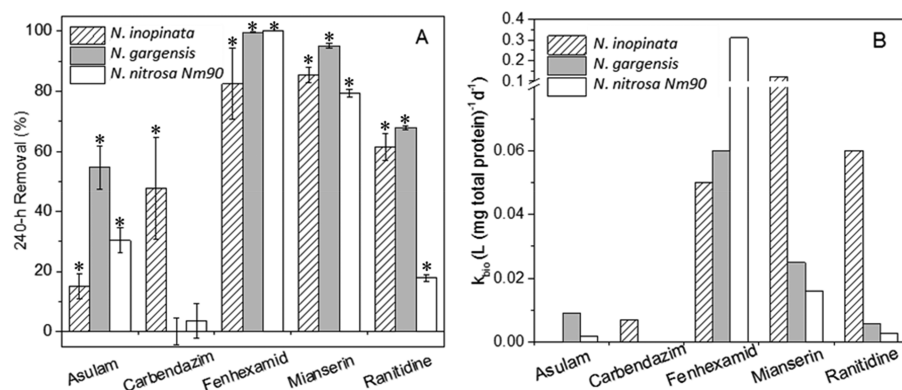 A
N. inopinata
N. gargensis
N. nitrosa Nm90
240-h Removal (%)
100
80
60
40
20
0
* * * * * * * * * * * * *
Asulam
Carbendazim
Fenhexamid
Mianserin
Ranitidine
B
N. inopinata
N. gargensis
N. nitrosa Nm90
k_bio (L (mg total protein)⁻¹ d⁻¹)
0.4
0.3
0.2
0.1
0.06
0.04
0.02
0.00
Asulam
Carbendazim
Fenhexamid
Mianserin
Ranitidine